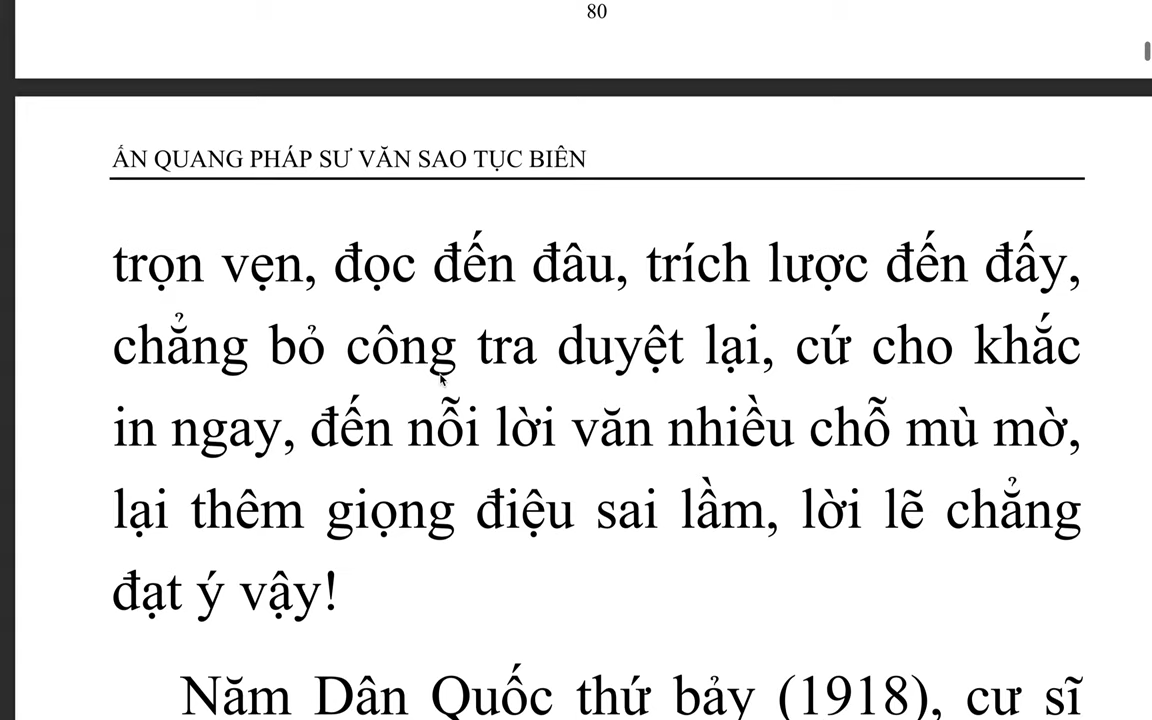 80
ẤN QUANG PHÁP SƯ VĂN SAO TỤC BIÊN
trọn vẹn, đọc đến đâu, trích lược đến đấy,
chẳng bỏ công tra duyệt lại, cứ cho khắc
in ngay, đến nỗi lời văn nhiều chỗ mù mờ,
lại thêm giọng điệu sai lầm, lời lẽ chẳng
đạt ý vậy!
Năm Dân Quốc thứ bảy (1918), cư sĩ